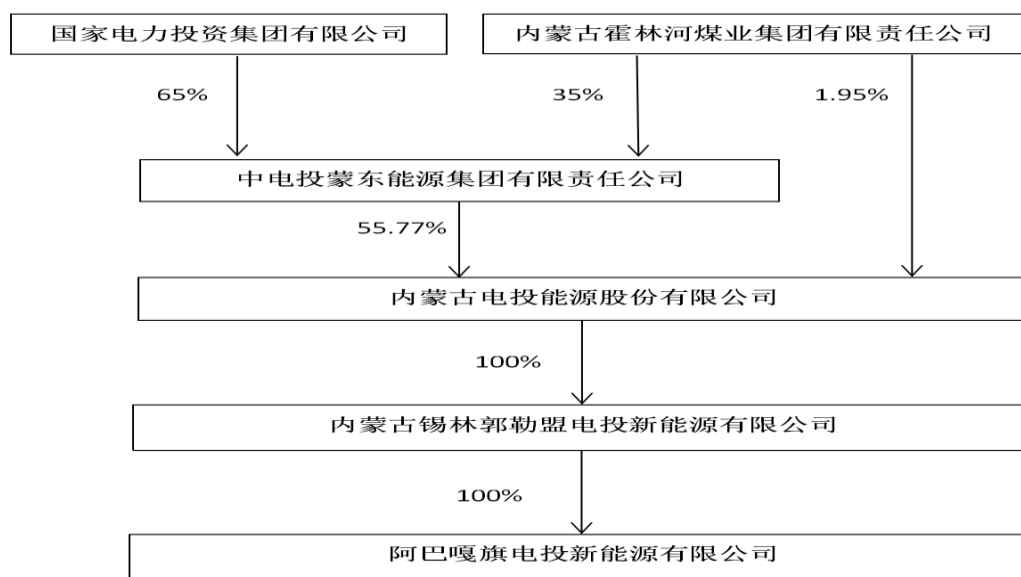 国家电力投资集团有限公司
内蒙古霍林河煤业集团有限责任公司
65%
35%
1.95%
中电投蒙东能源集团有限责任公司
55.77%
内蒙古电投能源股份有限公司
100%
内蒙古锡林郭勒盟电投新能源有限公司
100%
阿巴嘎旗电投新能源有限公司